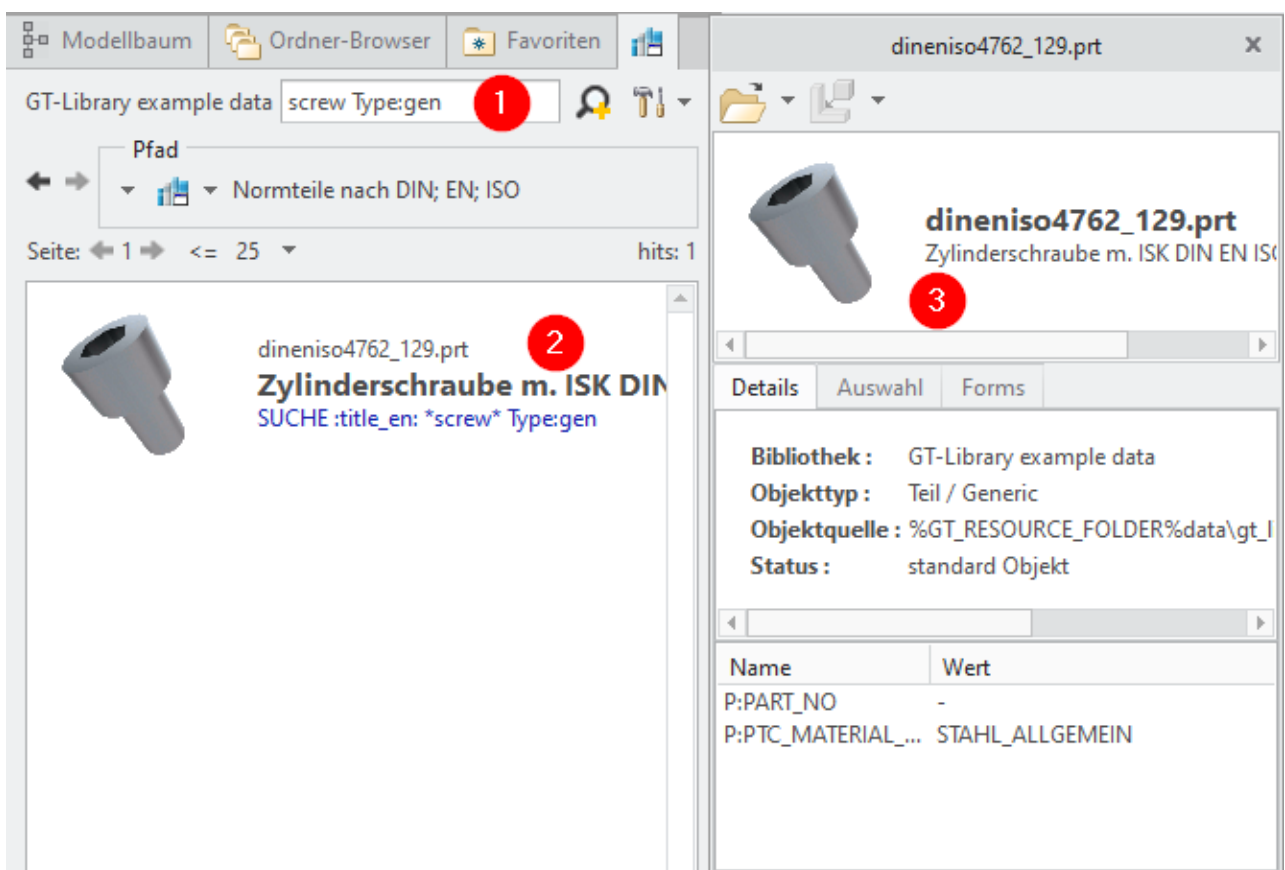 Modellbaum Ordner-Browser Favoriten
GT-Library example data screw Type:gen 1
Pfad
Normteile nach DIN; EN; ISO
Seite: 1 <= 25 hits: 1
dineniso4762_129.prt 2
Zylinderschraube m. ISK DIN
SUCHE :title_en: *screw* Type:gen
dineniso4762_129.prt x
dineniso4762_129.prt
Zylinderschraube m. ISK DIN EN IS
3
Details Auswahl Forms
Bibliothek : GT-Library example data
Objekttyp : Teil / Generic
Objektquelle : %GT_RESOURCE_FOLDER%data\gt_l
Status : standard Objekt
Name Wert
P:PART_NO -
P:PTC_MATERIAL_... STAHL_ALLGEMEIN